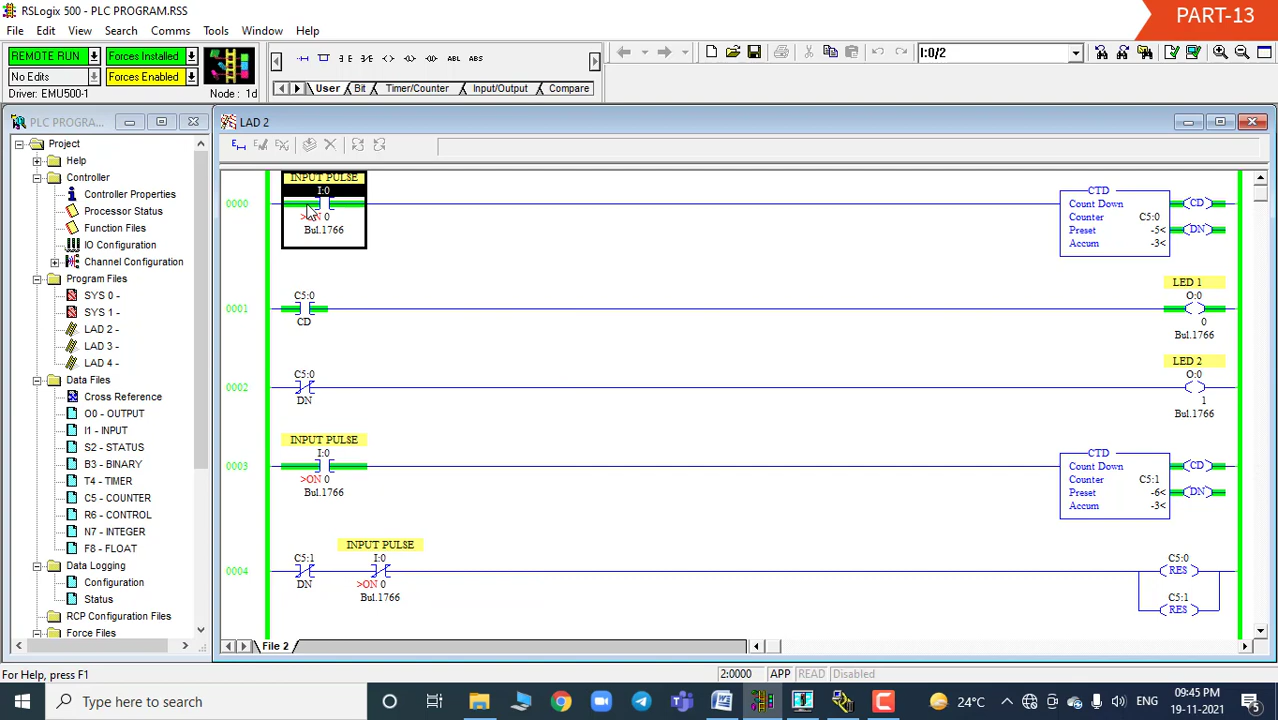 RSLogix 500 - PLC PROGRAM.RSS
PART-13
File Edit View Search Comms Tools Window Help
REMOTE RUN Forces Installed
No Edits Forces Enabled
Driver: EMU500-1 Node : 1d
ABL ABS
User Bit Timer/Counter Input/Output Compare
I:0/2
PLC PROGRA...
Project
Help
Controller
Controller Properties
Processor Status
Function Files
IO Configuration
Channel Configuration
Program Files
SYS 0 -
SYS 1 -
LAD 2 -
LAD 3 -
LAD 4 -
Data Files
Cross Reference
O0 - OUTPUT
I1 - INPUT
S2 - STATUS
B3 - BINARY
T4 - TIMER
C5 - COUNTER
R6 - CONTROL
N7 - INTEGER
F8 - FLOAT
Data Logging
Configuration
Status
RCP Configuration Files
Force Files
LAD 2
0000
INPUT PULSE
I:0
>ON 0
Bul.1766
CTD
Count Down
Counter C5:0
Preset -5<
Accum -3<
CD
DN
0001
C5:0
CD
LED 1
O:0
0
Bul.1766
0002
C5:0
DN
LED 2
O:0
1
Bul.1766
0003
INPUT PULSE
I:0
>ON 0
Bul.1766
CTD
Count Down
Counter C5:1
Preset -6<
Accum -3<
CD
DN
0004
C5:1
DN
INPUT PULSE
I:0
>ON 0
Bul.1766
C5:0
RES
C5:1
RES
File 2
For Help, press F1
2:0000 APP READ Disabled
Type here to search
24°C
ENG
09:45 PM
19-11-2021
5